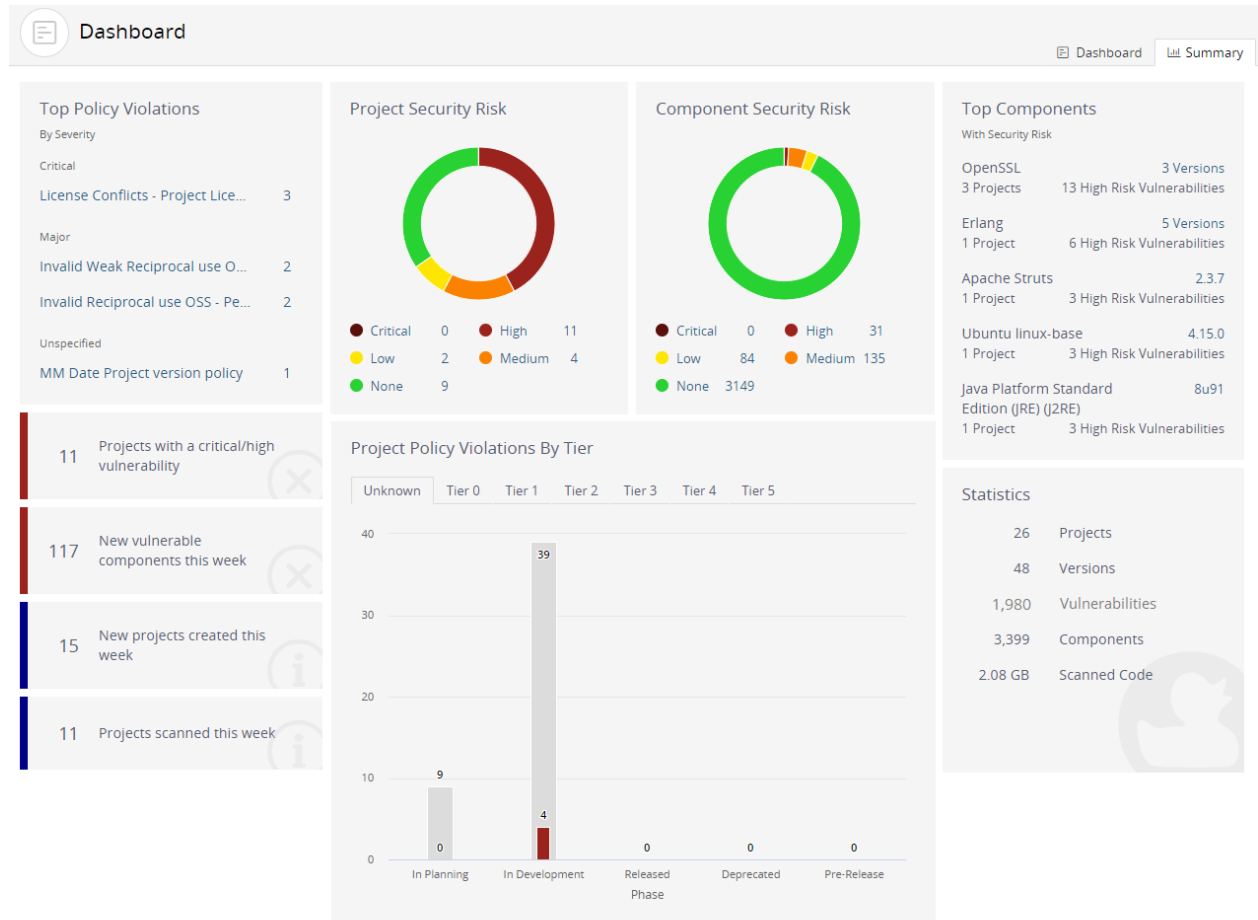 Dashboard
Dashboard
Summary
Top Policy Violations
By Severity
Critical
License Conflicts - Project Lice... 3
Major
Invalid Weak Reciprocal use O... 2
Invalid Reciprocal use OSS - Pe... 2
Unspecified
MM Date Project version policy 1
11 Projects with a critical/high
vulnerability
117 New vulnerable
components this week
15 New projects created this
week
11 Projects scanned this week
Project Security Risk
Critical 0 High 11
Low 2 Medium 4
None 9
Component Security Risk
Critical 0 High 31
Low 84 Medium 135
None 3149
Project Policy Violations By Tier
Unknown Tier 0 Tier 1 Tier 2 Tier 3 Tier 4 Tier 5
40
39
30
20
10
9
4
0 0 0 0 0
In Planning In Development Released Deprecated Pre-Release
Phase
Top Components
With Security Risk
OpenSSL 3 Versions
3 Projects 13 High Risk Vulnerabilities
Erlang 5 Versions
1 Project 6 High Risk Vulnerabilities
Apache Struts 2.3.7
1 Project 3 High Risk Vulnerabilities
Ubuntu linux-base 4.15.0
1 Project 3 High Risk Vulnerabilities
Java Platform Standard 8u91
Edition (JRE) (J2RE)
1 Project 3 High Risk Vulnerabilities
Statistics
26 Projects
48 Versions
1,980 Vulnerabilities
3,399 Components
2.08 GB Scanned Code